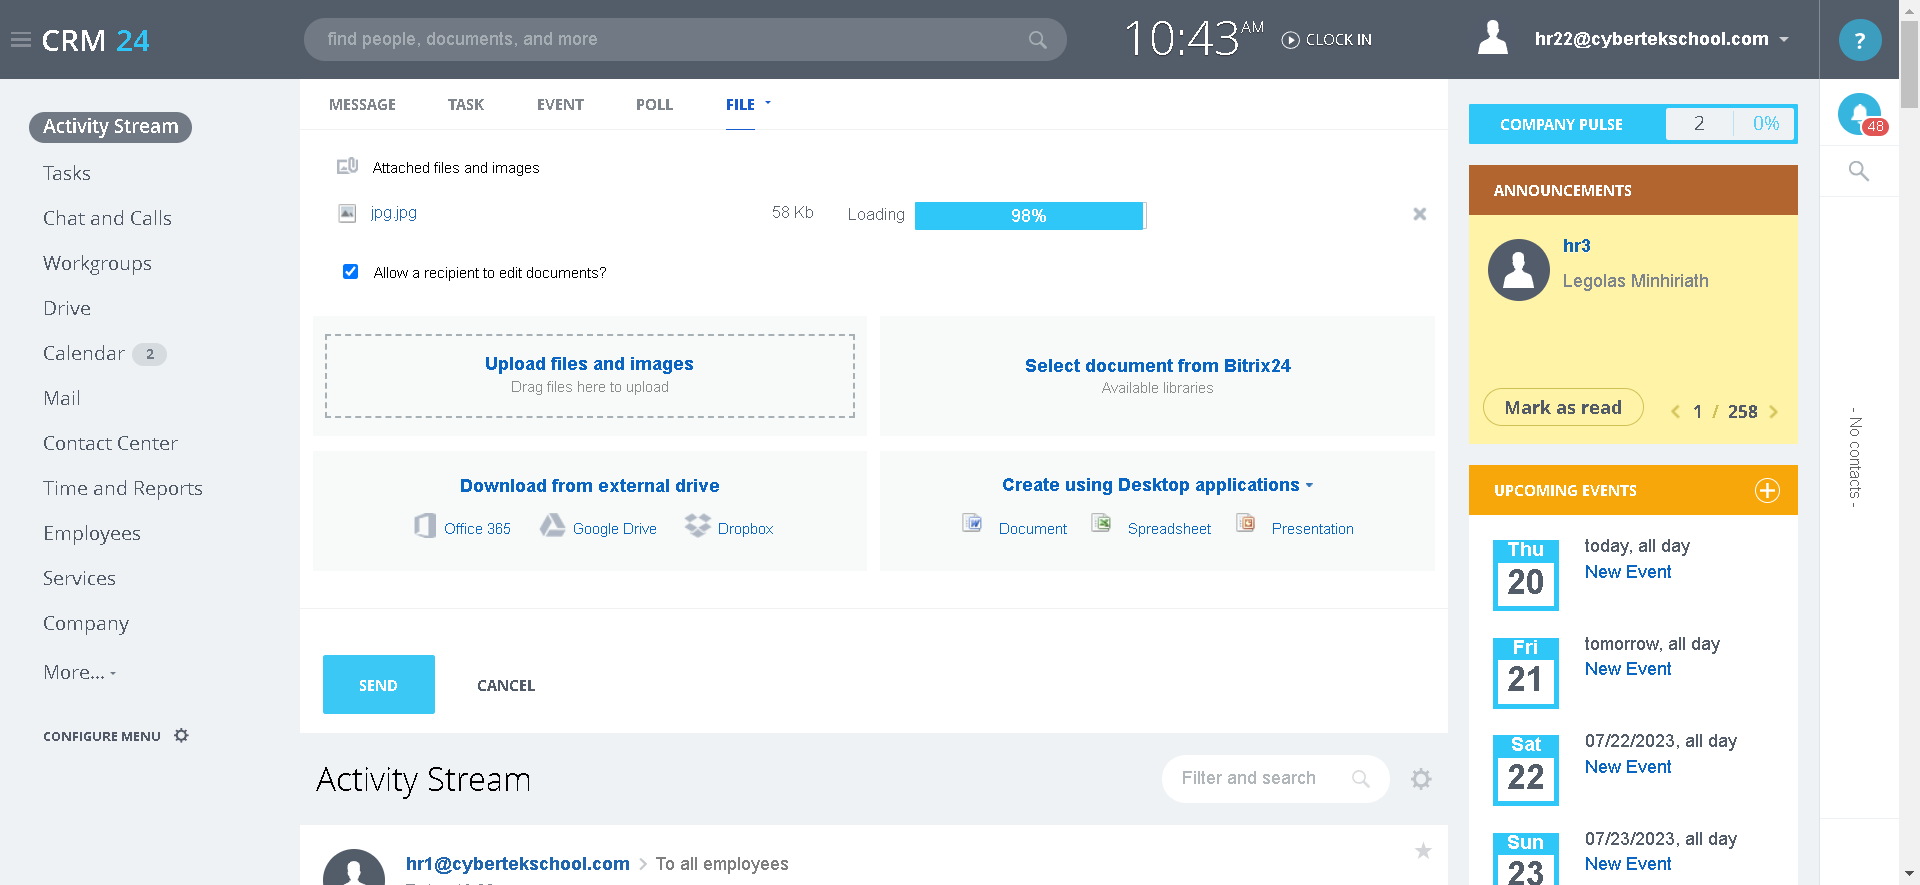 CRM 24
find people, documents, and more
10:43 AM
CLOCK IN
hr22@cybertekschool.com
?
Activity Stream
Tasks
Chat and Calls
Workgroups
Drive
Calendar 2
Mail
Contact Center
Time and Reports
Employees
Services
Company
More...
CONFIGURE MENU
MESSAGE TASK EVENT POLL FILE
Attached files and images
jpg.jpg 58 Kb Loading 98%
Allow a recipient to edit documents?
Upload files and images
Drag files here to upload
Select document from Bitrix24
Available libraries
Download from external drive
Office 365 Google Drive Dropbox
Create using Desktop applications
Document Spreadsheet Presentation
SEND CANCEL
Activity Stream
Filter and search
hr1@cybertekschool.com To all employees
COMPANY PULSE 2 0%
ANNOUNCEMENTS
hr3
Legolas Minhiriath
Mark as read 1 / 258
UPCOMING EVENTS
Thu
20
today, all day
New Event
Fri
21
tomorrow, all day
New Event
Sat
22
07/22/2023, all day
New Event
Sun
23
07/23/2023, all day
New Event
48
- No contacts -